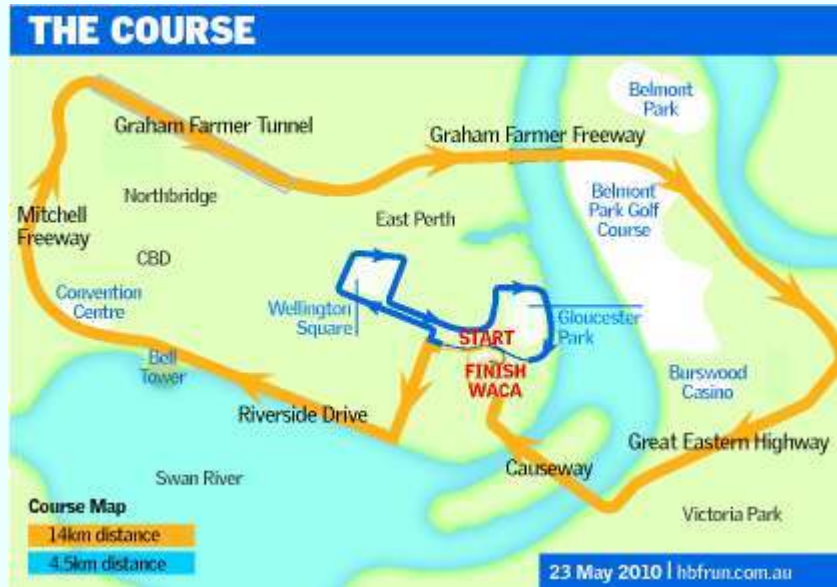 THE COURSE
Belmont
Park
Graham Farmer Tunnel
Graham Farmer Freeway
Northbridge
Belmont
Park Golf
Course
Mitchell
Freeway
East Perth
CBD
Convention
Centre
Wellington
Square
START
Gloucester
Park
Bell
Tower
FINISH
WACA
Burswood
Casino
Riverside Drive
Great Eastern Highway
Causeway
Swan River
Victoria Park
Course Map
14km distance
4.5km distance
23 May 2010 | hbfrun.com.au